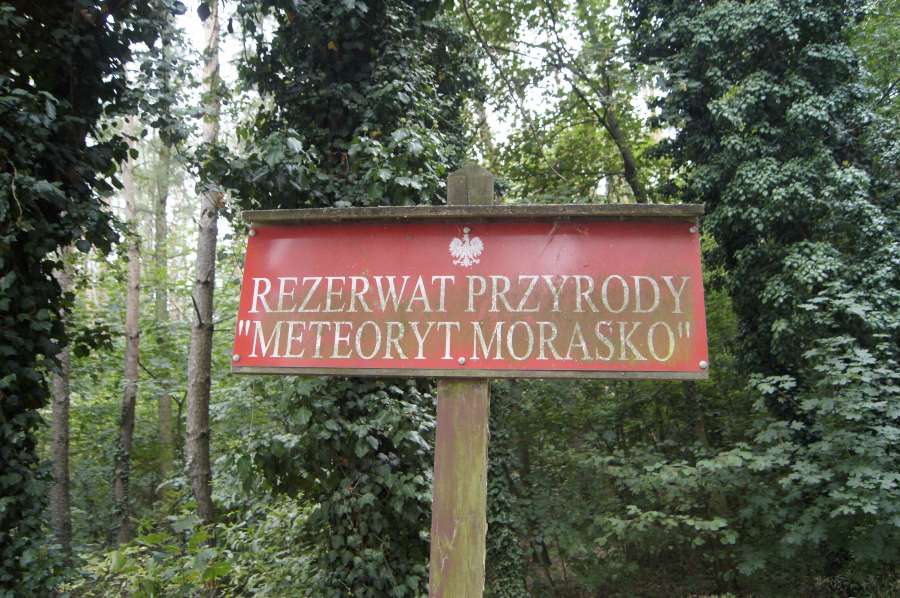 REZERWAT PRZYRODY
"METEORYT MORASKO"